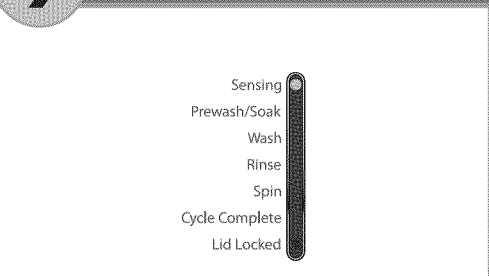 Sensing
Prewash/Soak
Wash
Rinse
Spin
Cycle Complete
Lid Locked